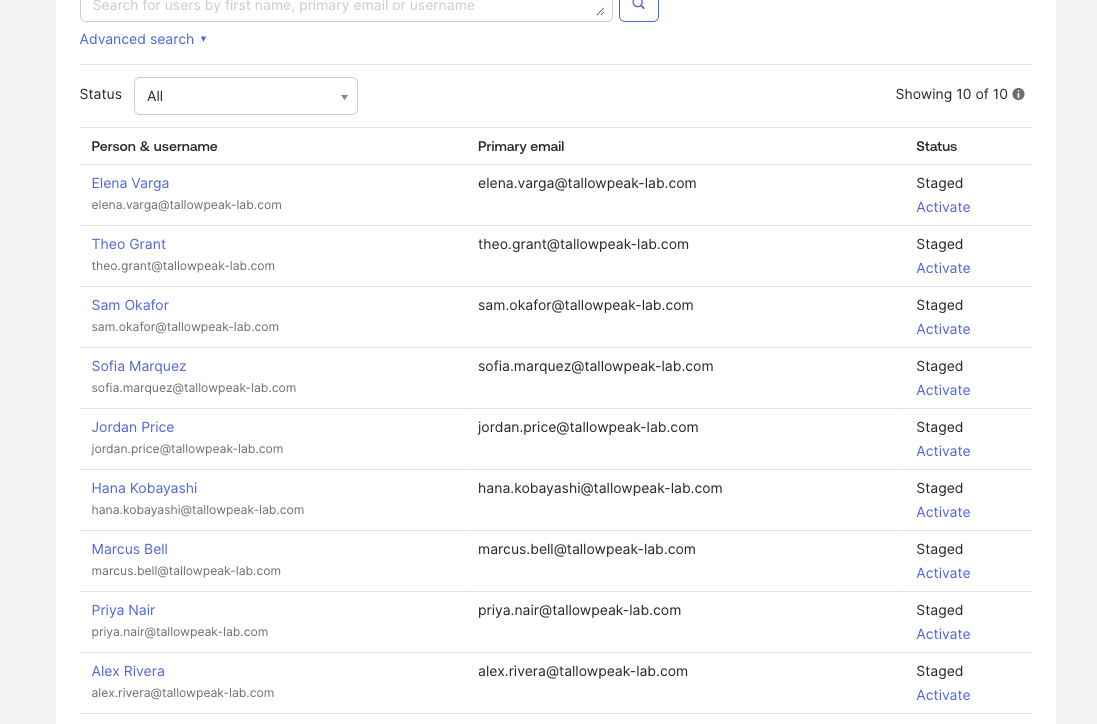 Search for users by first name, primary email or username
Advanced search ▼
Status All Showing 10 of 10
Person & username Primary email Status
Elena Varga elena.varga@tallowpeak-lab.com Staged
elena.varga@tallowpeak-lab.com Activate
Theo Grant theo.grant@tallowpeak-lab.com Staged
theo.grant@tallowpeak-lab.com Activate
Sam Okafor sam.okafor@tallowpeak-lab.com Staged
sam.okafor@tallowpeak-lab.com Activate
Sofia Marquez sofia.marquez@tallowpeak-lab.com Staged
sofia.marquez@tallowpeak-lab.com Activate
Jordan Price jordan.price@tallowpeak-lab.com Staged
jordan.price@tallowpeak-lab.com Activate
Hana Kobayashi hana.kobayashi@tallowpeak-lab.com Staged
hana.kobayashi@tallowpeak-lab.com Activate
Marcus Bell marcus.bell@tallowpeak-lab.com Staged
marcus.bell@tallowpeak-lab.com Activate
Priya Nair priya.nair@tallowpeak-lab.com Staged
priya.nair@tallowpeak-lab.com Activate
Alex Rivera alex.rivera@tallowpeak-lab.com Staged
alex.rivera@tallowpeak-lab.com Activate